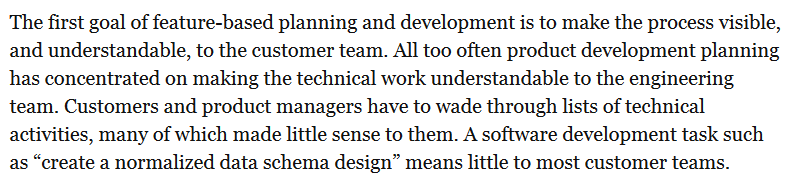 The first goal of feature-based planning and development is to make the process visible,
and understandable, to the customer team. All too often product development planning
has concentrated on making the technical work understandable to the engineering
team. Customers and product managers have to wade through lists of technical
activities, many of which made little sense to them. A software development task such
as “create a normalized data schema design” means little to most customer teams.